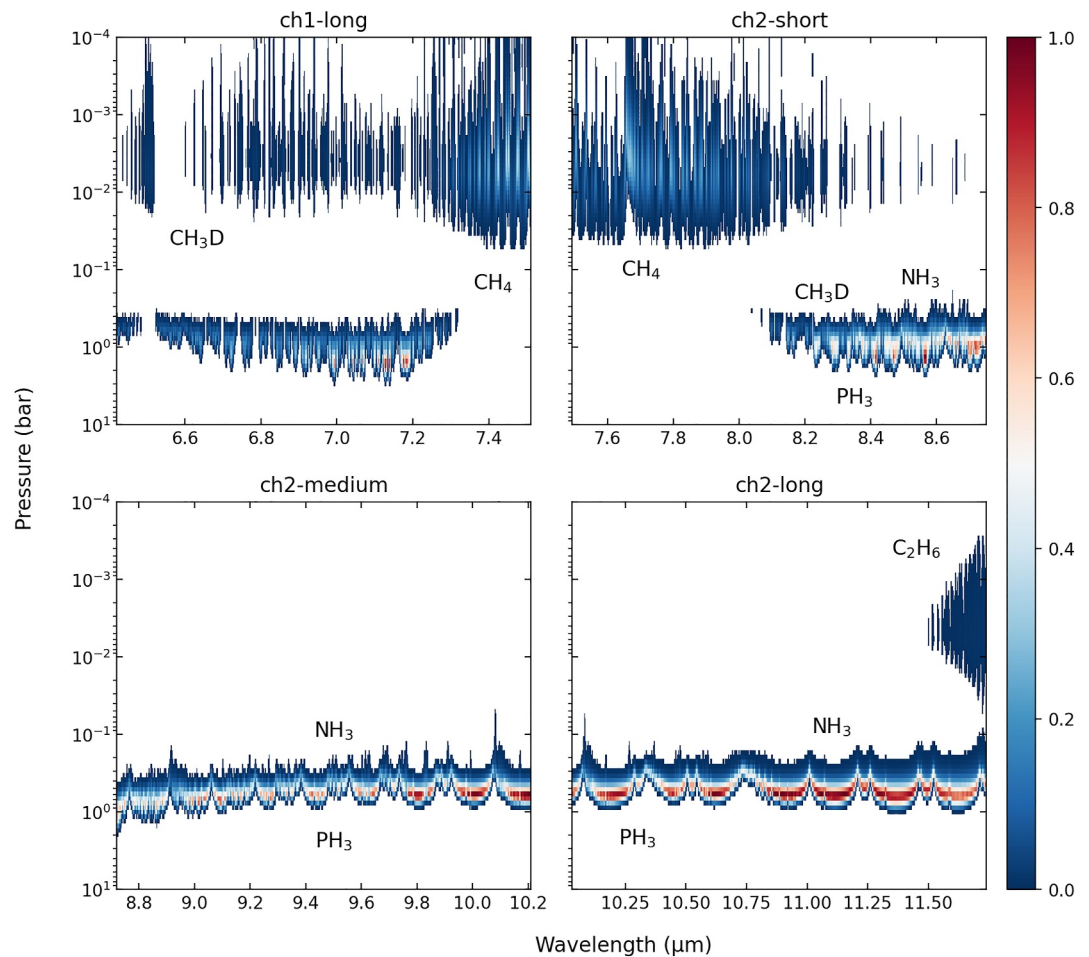 ch1-long
ch2-short
10⁻⁴
10⁻³
10⁻²
10⁻¹
10⁰
10¹
CH₃D
CH₄
CH₄
CH₃D
NH₃
PH₃
6.6 6.8 7.0 7.2 7.4
7.6 7.8 8.0 8.2 8.4 8.6
ch2-medium
ch2-long
10⁻⁴
10⁻³
10⁻²
10⁻¹
10⁰
10¹
NH₃
PH₃
C₂H₆
NH₃
PH₃
8.8 9.0 9.2 9.4 9.6 9.8 10.0 10.2
10.25 10.50 10.75 11.00 11.25 11.50
Pressure (bar)
Wavelength (μm)
1.0
0.8
0.6
0.4
0.2
0.0